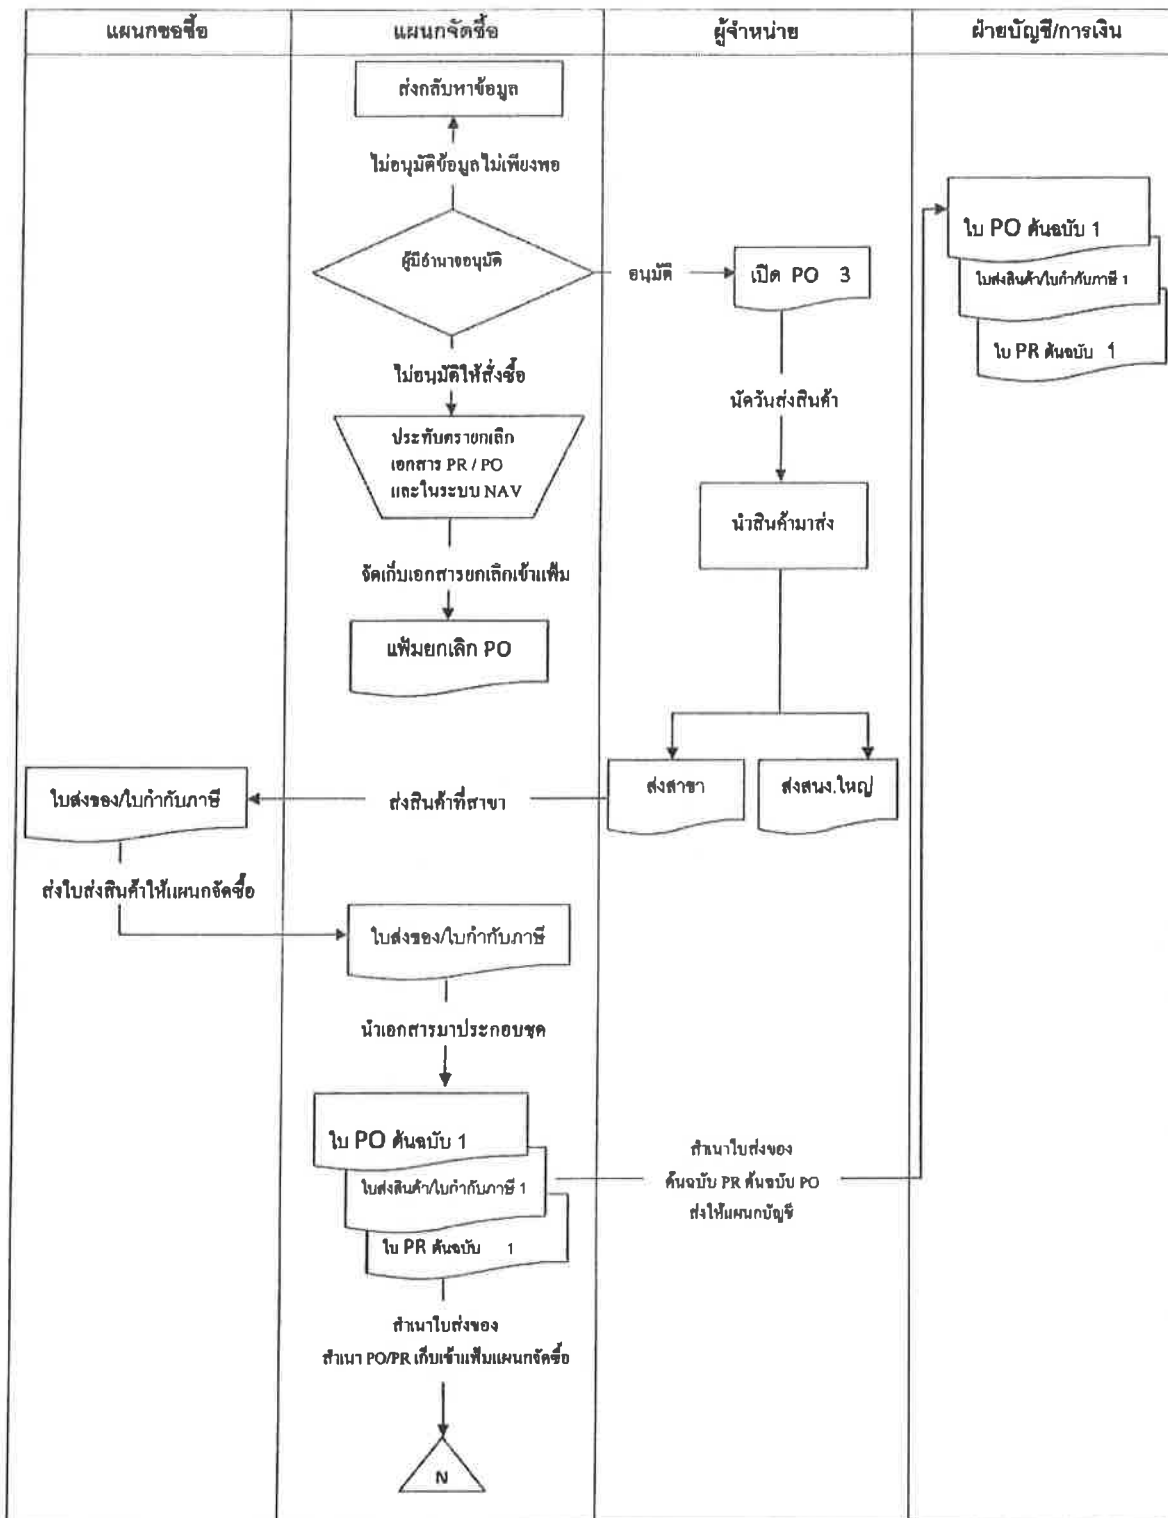 แผนกขอซื้อ
แผนกจัดซื้อ
ผู้จำหน่าย
ฝ่ายบัญชี/การเงิน
ส่งกลับหาข้อมูล
ไม่อนุมัติข้อมูลไม่เพียงพอ
ผู้มีอำนาจอนุมัติ
อนุมัติ
เปิด PO 3
ใบ PO ต้นฉบับ 1
ใบส่งสินค้า/ใบกำกับภาษี 1
ใบ PR ต้นฉบับ 1
ไม่อนุมัติให้สั่งซื้อ
นัดวันส่งสินค้า
ประทับตรายกเลิก
เอกสาร PR / PO
และในระบบ NAV
นำสินค้ามาส่ง
จัดเก็บเอกสารยกเลิกเข้าแฟ้ม
แฟ้มยกเลิก PO
ส่งสาขา
ส่งสนง.ใหญ่
ส่งสินค้าที่สาขา
ใบส่งของ/ใบกำกับภาษี
ส่งใบส่งสินค้าให้แผนกจัดซื้อ
ใบส่งของ/ใบกำกับภาษี
นำเอกสารมาประกอบชุด
ใบ PO ต้นฉบับ 1
ใบส่งสินค้า/ใบกำกับภาษี 1
ใบ PR ต้นฉบับ 1
สำเนาใบส่งของ
ต้นฉบับ PR ต้นฉบับ PO
ส่งให้แผนกบัญชี
สำเนาใบส่งของ
สำเนา PO/PR เก็บเข้าแฟ้มแผนกจัดซื้อ
N